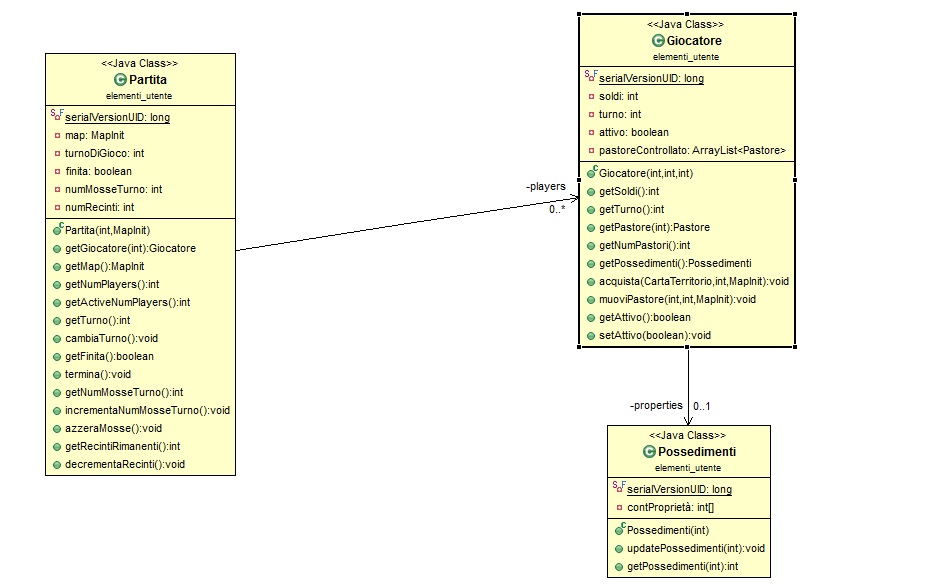 <<Java Class>>
Partita
elementi_utente
serialVersionUID: long
map: MapInit
turnoDiGioco: int
finita: boolean
numMosseTurno: int
numRecinti: int
Partita(int,MapInit)
getGiocatore(int):Giocatore
getMap():MapInit
getNumPlayers():int
getActiveNumPlayers():int
getTurno():int
cambiaTurno():void
getFinita():boolean
termina():void
getNumMosseTurno():int
incrementaNumMosseTurno():void
azzeraMosse():void
getRecintiRimanenti():int
decrementaRecinti():void
-players
0..*
<<Java Class>>
Giocatore
elementi_utente
serialVersionUID: long
soldi: int
turno: int
attivo: boolean
pastoreControllato: ArrayList<Pastore>
Giocatore(int,int,int)
getSoldi():int
getTurno():int
getPastore(int):Pastore
getNumPastori():int
getPossedimenti():Possedimenti
acquista(CartaTerritorio,int,MapInit):void
muoviPastore(int,int,MapInit):void
getAttivo():boolean
setAttivo(boolean):void
-properties 0..1
<<Java Class>>
Possedimenti
elementi_utente
serialVersionUID: long
contProprietà: int[]
Possedimenti(int)
updatePossedimenti(int):void
getPossedimenti(int):int